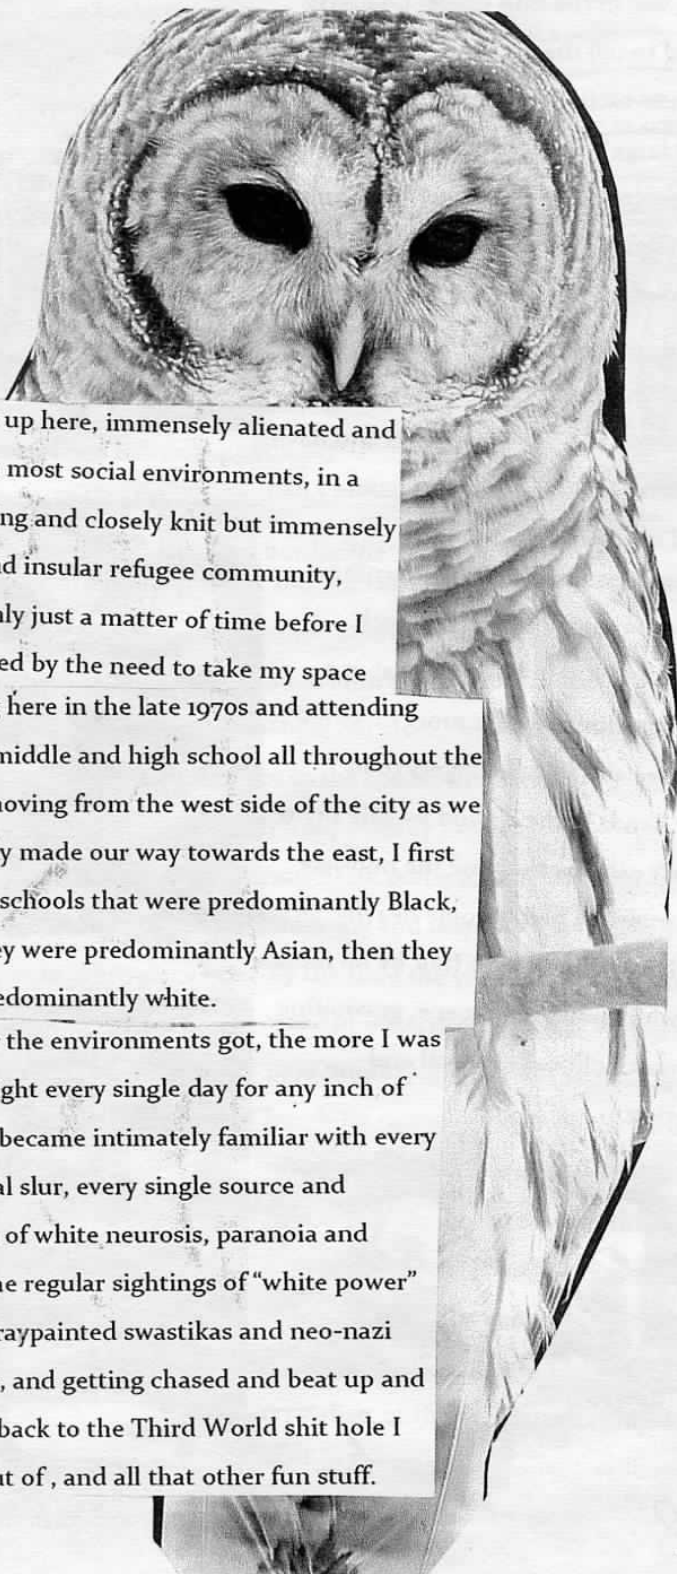 up here, immensely alienated and
most social environments, in a
ng and closely knit but immensely
d insular refugee community,
ly just a matter of time before I
ed by the need to take my space
here in the late 1970s and attending
middle and high school all throughout the
oving from the west side of the city as we
y made our way towards the east, I first
schools that were predominantly Black,
ey were predominantly Asian, then they
edominantly white.
the environments got, the more I was
ght every single day for any inch of
became intimately familiar with every
al slur, every single source and
of white neurosis, paranoia and
e regular sightings of “white power”
raypainted swastikas and neo-nazi
, and getting chased and beat up and
back to the Third World shit hole I
t of , and all that other fun stuff.